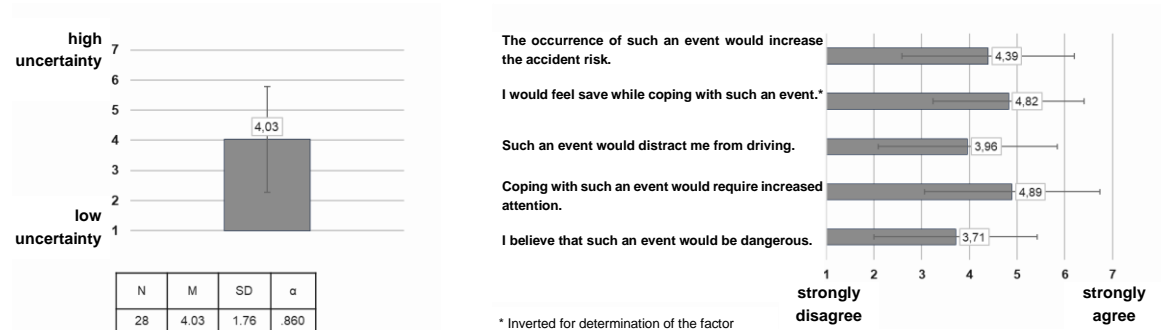 high
uncertainty
7
6
5
4
3
2
1
4,03
low
uncertainty
N M SD α
28 4.03 1.76 .860
The occurrence of such an event would increase
the accident risk.
4,39
I would feel save while coping with such an event.*
4,82
Such an event would distract me from driving.
3,96
Coping with such an event would require increased
attention.
4,89
I believe that such an event would be dangerous.
3,71
1 2 3 4 5 6 7
strongly
disagree
strongly
agree
* Inverted for determination of the factor